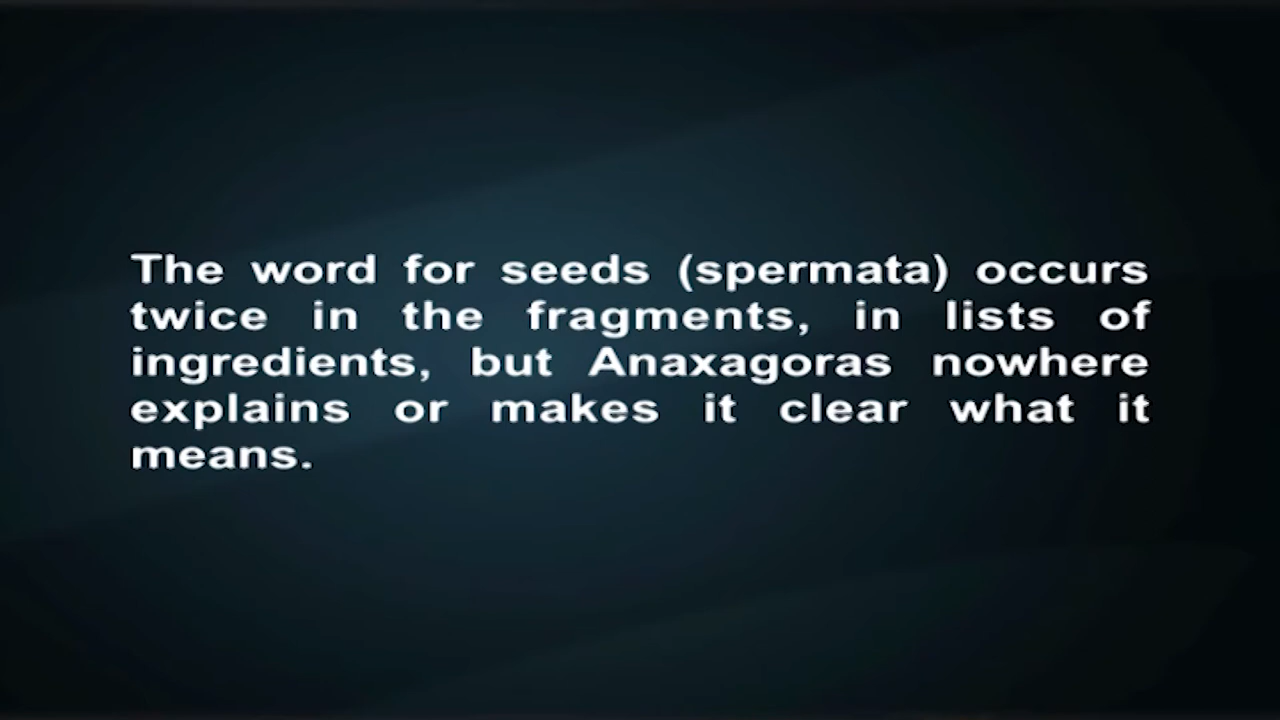 The word for seeds (spermata) occurs
twice in the fragments, in lists of
ingredients, but Anaxagoras nowhere
explains or makes it clear what it
means.